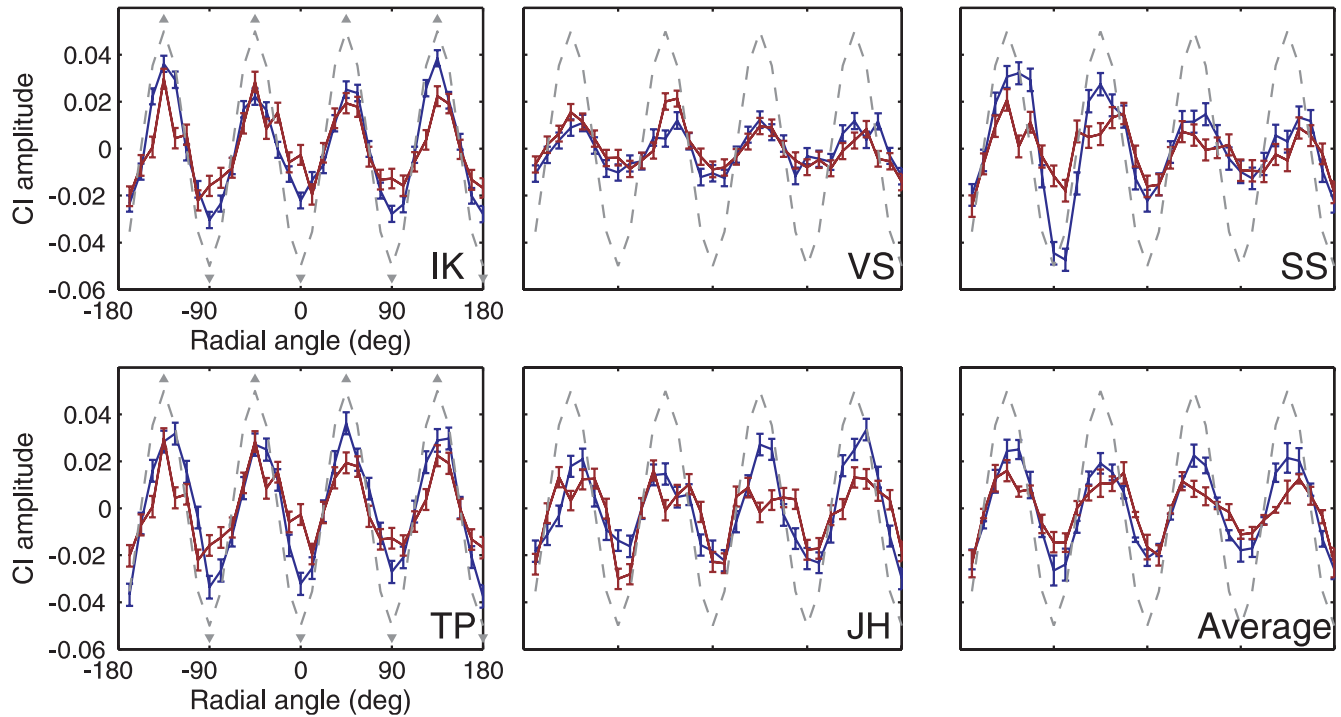 CI amplitude
0.04
0.02
0
-0.02
-0.04
-0.06
IK
VS
SS
-180 -90 0 90 180
Radial angle (deg)
CI amplitude
0.04
0.02
0
-0.02
-0.04
-0.06
TP
JH
Average
-180 -90 0 90 180
Radial angle (deg)